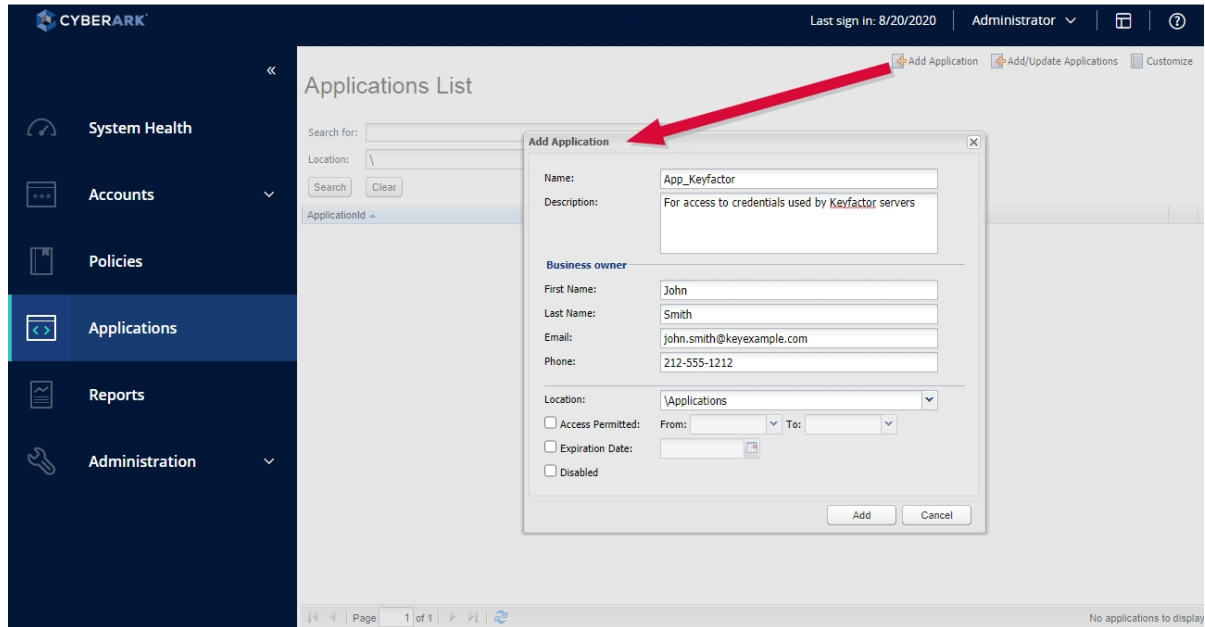 CYBERARK
Last sign in: 8/20/2020
Administrator
?
«
System Health
Accounts
Policies
Applications
Reports
Administration
Add Application
Add/Update Applications
Customize
Applications List
Search for:
Location: \
Search Clear
ApplicationId
Add Application
Name: App_Keyfactor
Description: For access to credentials used by Keyfactor servers
Business owner
First Name: John
Last Name: Smith
Email: john.smith@keyexample.com
Phone: 212-555-1212
Location: \Applications
Access Permitted: From: To:
Expiration Date:
Disabled
Add Cancel
Page 1 of 1
No applications to display